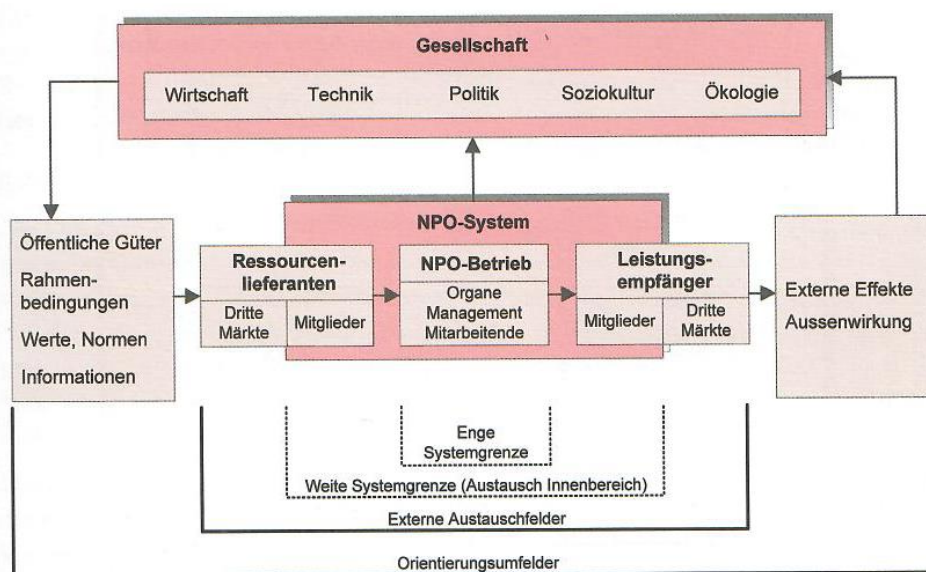 Gesellschaft
Wirtschaft Technik Politik Soziokultur Ökologie
NPO-System
Öffentliche Güter
Rahmen-
bedingungen
Werte, Normen
Informationen
Ressourcen-
lieferanten
Dritte
Märkte
Mitglieder
NPO-Betrieb
Organe
Management
Mitarbeitende
Leistungs-
empfänger
Mitglieder
Dritte
Märkte
Externe Effekte
Aussenwirkung
Enge
Systemgrenze
Weite Systemgrenze (Austausch Innenbereich)
Externe Austauschfelder
Orientierungsumfelder